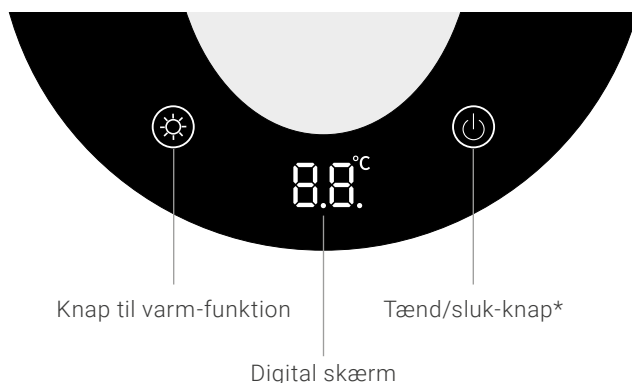 8.8.°C
Knap til varm-funktion
Tænd/sluk-knap*
Digital skærm